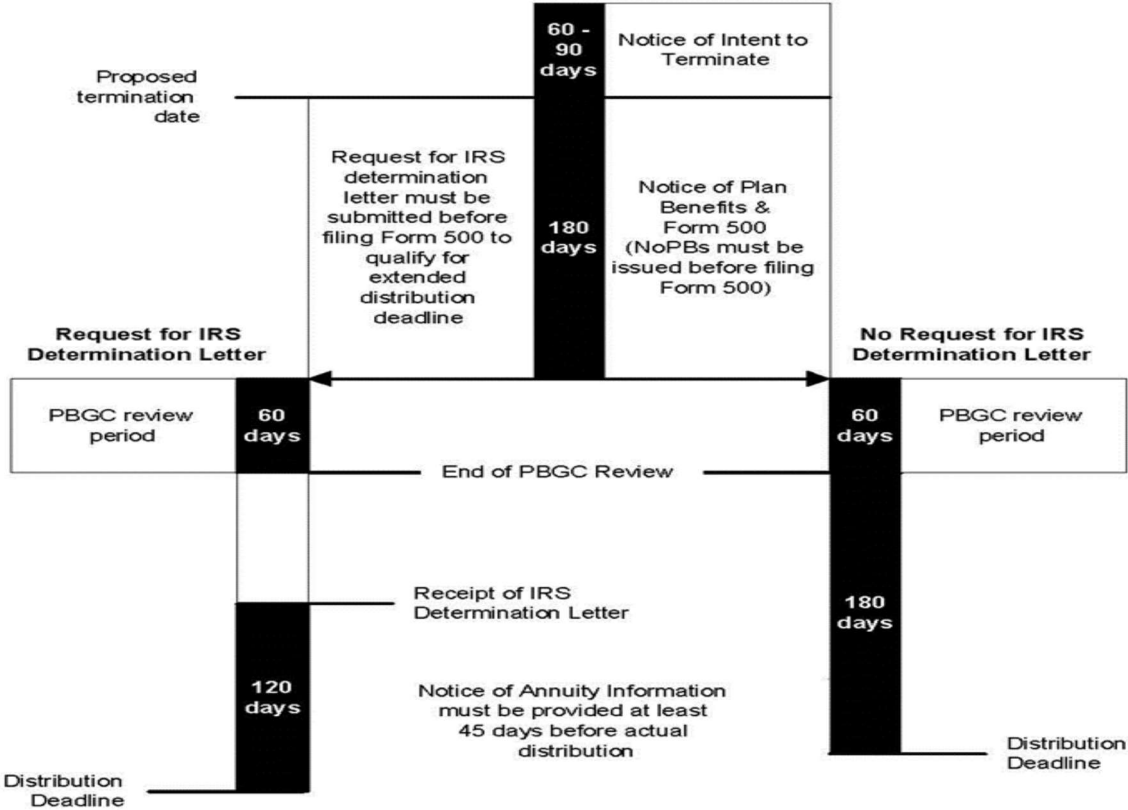 60 -
90
days
Notice of Intent to
Terminate
Proposed
termination
date
Request for IRS
determination
letter must be
submitted before
filing Form 500 to
qualify for
extended
distribution
deadline
180
days
Notice of Plan
Benefits &
Form 500
(NoPBs must be
issued before filing
Form 500)
Request for IRS
Determination Letter
No Request for IRS
Determination Letter
PBGC review
period
60
days
60
days
PBGC review
period
End of PBGC Review
Receipt of IRS
Determination Letter
180
days
120
days
Notice of Annuity Information
must be provided at least
45 days before actual
distribution
Distribution
Deadline
Distribution
Deadline